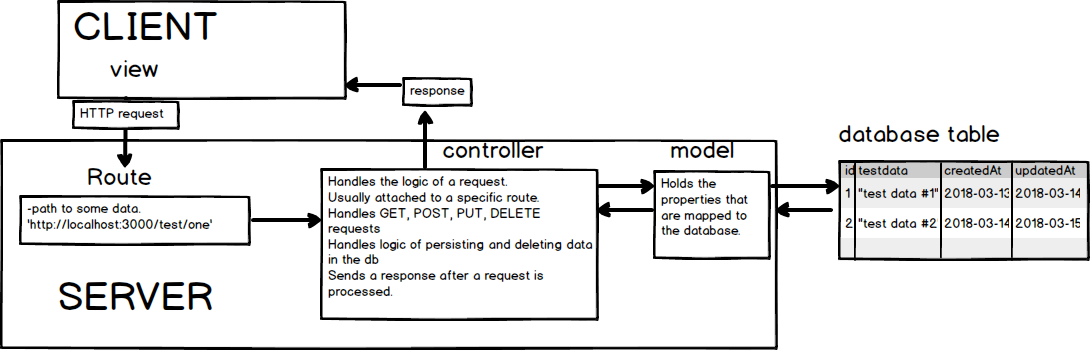 CLIENT
view
HTTP request
response
Route
-path to some data.
'http://localhost:3000/test/one'
SERVER
controller
Handles the logic of a request.
Usually attached to a specific route.
Handles GET, POST, PUT, DELETE
requests
Handles logic of persisting and deleting data
in the db
Sends a response after a request is
processed.
model
Holds the
properties that
are mapped to
the database.
database table
id testdata createdAt updatedAt
1 "test data #1" 2018-03-13 2018-03-14
2 "test data #2 2018-03-14 2018-03-15